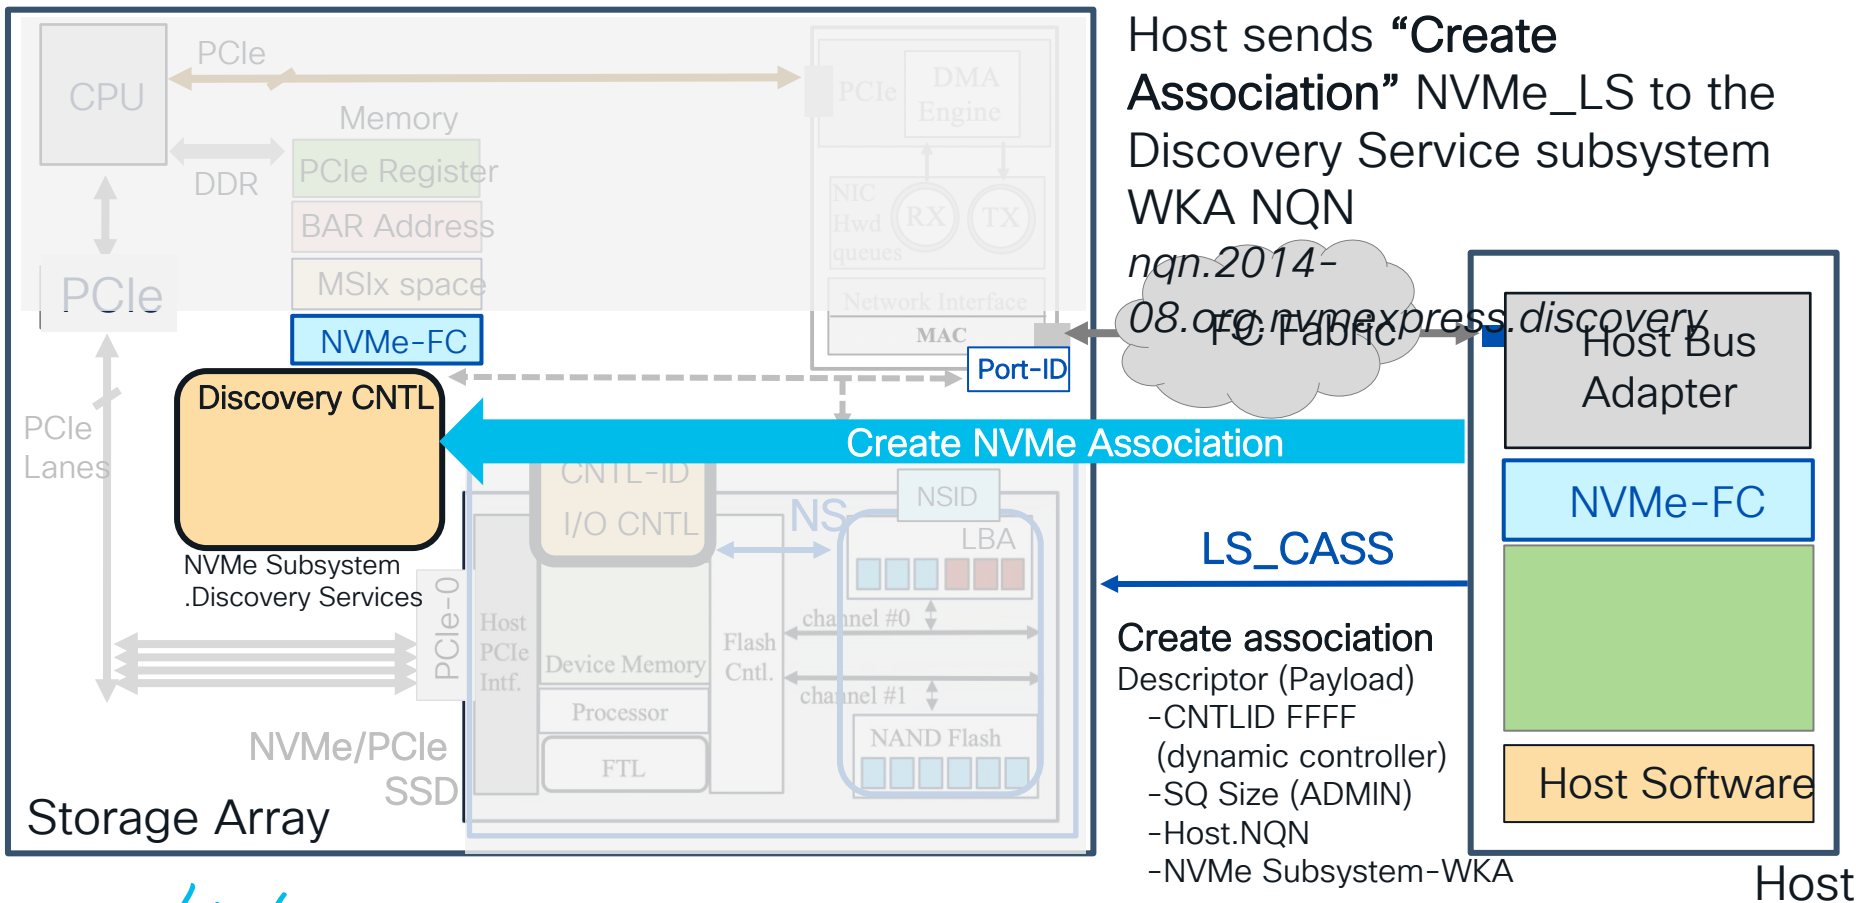 Host sends “Create
Association” NVMe_LS to the
Discovery Service subsystem
WKA NQN
nqn.2014-
08.org.nvmexpress.discovery
CPU
PCIe
Memory
DDR
PCIe Register
BAR Address
MSIx space
NVMe-FC
PCIe
PCIe
DMA
Engine
NIC
Hwd
queues
RX
TX
Network Interface
MAC
Port-ID
FC Fabric
Host Bus
Adapter
NVMe-FC
Host Software
Host
Discovery CNTL
NVMe Subsystem
.Discovery Services
PCIe
Lanes
Create NVMe Association
CNTL-ID
I/O CNTL
NS
NSID
LBA
PCIe-0
Host
PCIe
Intf.
Device Memory
Processor
FTL
Flash
Cntl.
channel #0
channel #1
NAND Flash
NVMe/PCIe
SSD
Storage Array
LS_CASS
Create association
Descriptor (Payload)
-CNTLID FFFF
(dynamic controller)
-SQ Size (ADMIN)
-Host.NQN
-NVMe Subsystem-WKA